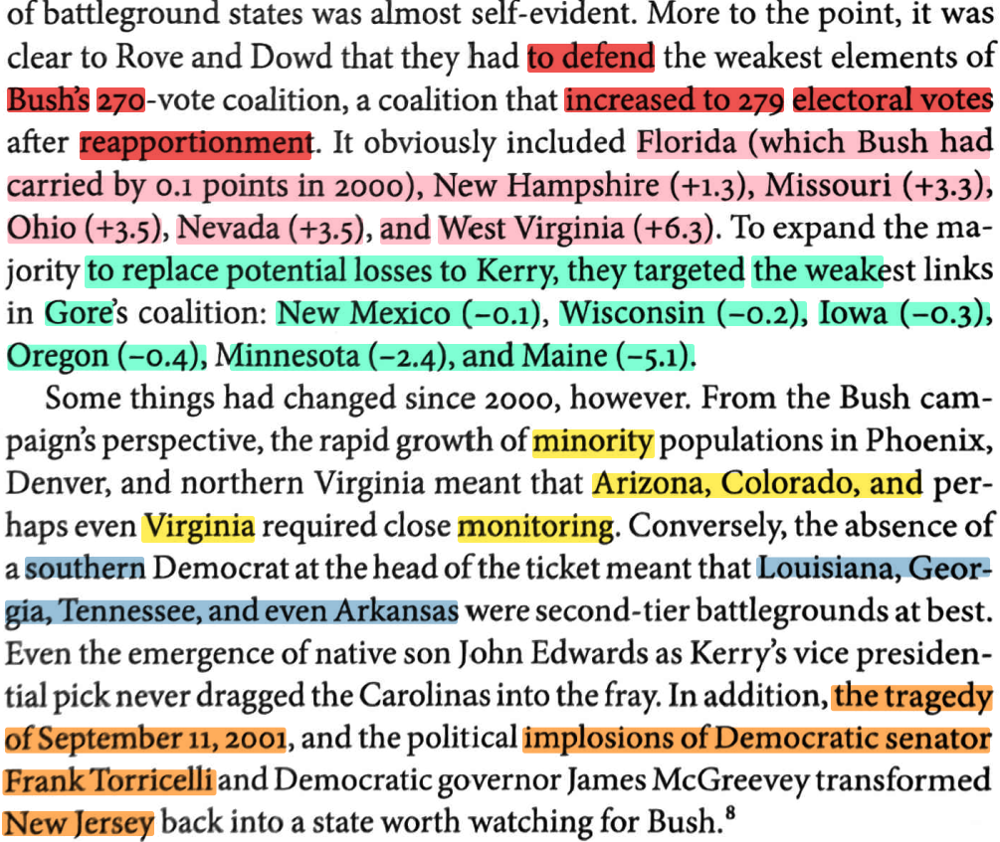 of battleground states was almost self-evident. More to the point, it was
clear to Rove and Dowd that they had to defend the weakest elements of
Bush's 270-vote coalition, a coalition that increased to 279 electoral votes
after reapportionment. It obviously included Florida (which Bush had
carried by 0.1 points in 2000), New Hampshire (+1.3), Missouri (+3.3),
Ohio (+3.5), Nevada (+3.5), and West Virginia (+6.3). To expand the ma-
jority to replace potential losses to Kerry, they targeted the weakest links
in Gore's coalition: New Mexico (−0.1), Wisconsin (−0.2), Iowa (−0.3),
Oregon (−0.4), Minnesota (−2.4), and Maine (−5.1).
Some things had changed since 2000, however. From the Bush cam-
paign's perspective, the rapid growth of minority populations in Phoenix,
Denver, and northern Virginia meant that Arizona, Colorado, and per-
haps even Virginia required close monitoring. Conversely, the absence of
a southern Democrat at the head of the ticket meant that Louisiana, Geor-
gia, Tennessee, and even Arkansas were second-tier battlegrounds at best.
Even the emergence of native son John Edwards as Kerry's vice presiden-
tial pick never dragged the Carolinas into the fray. In addition, the tragedy
of September 11, 2001, and the political implosions of Democratic senator
Frank Torricelli and Democratic governor James McGreevey transformed
New Jersey back into a state worth watching for Bush.⁸